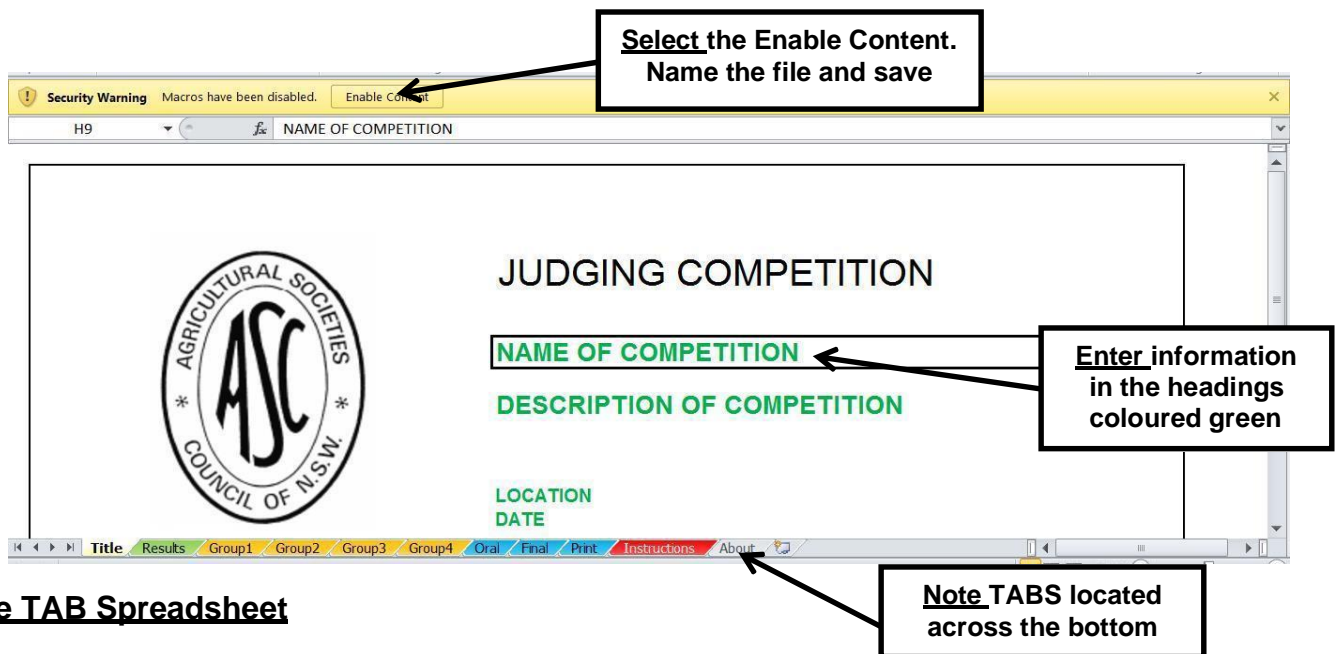 Select the Enable Content.
Name the file and save
Security Warning Macros have been disabled. Enable Content
H9 fx NAME OF COMPETITION
AGRICULTURAL SOCIETIES
ASC
COUNCIL OF N.S.W.
JUDGING COMPETITION
NAME OF COMPETITION
Enter information
in the headings
coloured green
DESCRIPTION OF COMPETITION
LOCATION
DATE
Title Results Group1 Group2 Group3 Group4 Oral Final Print Instructions About
Note TABS located
across the bottom
e TAB Spreadsheet